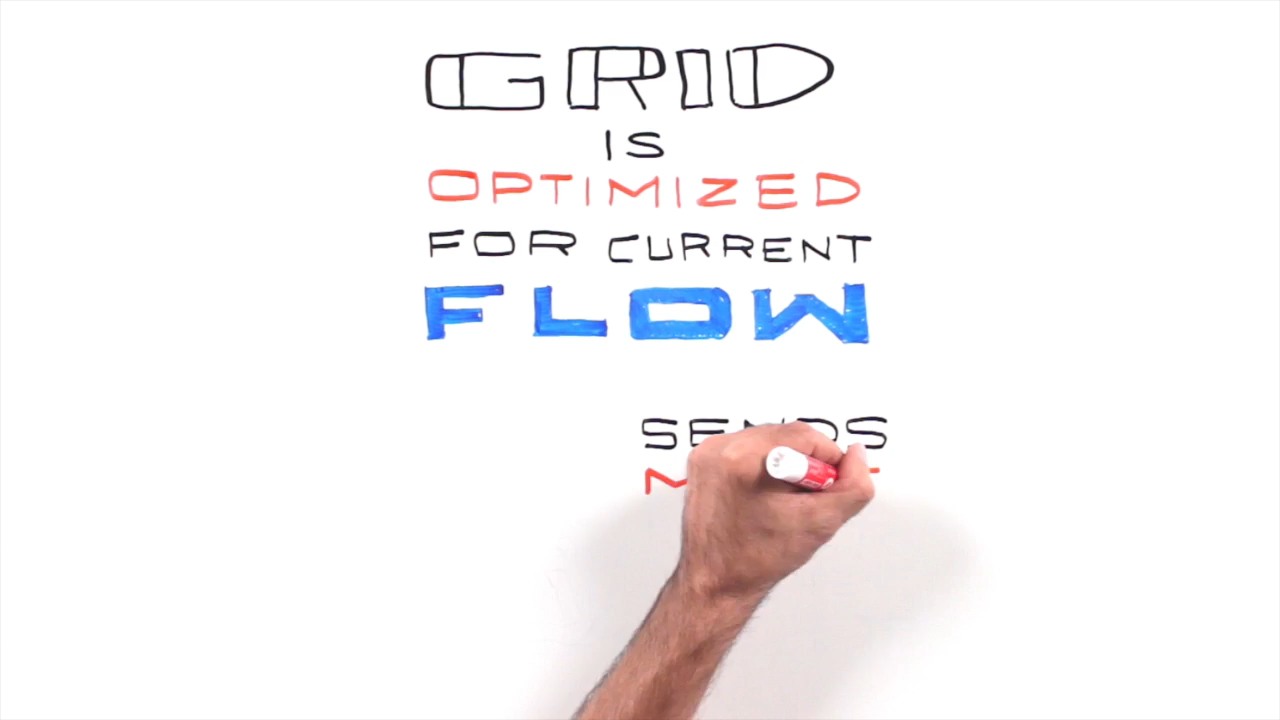 GRID
IS
OPTIMIZED
FOR CURRENT
FLOW
SENDS